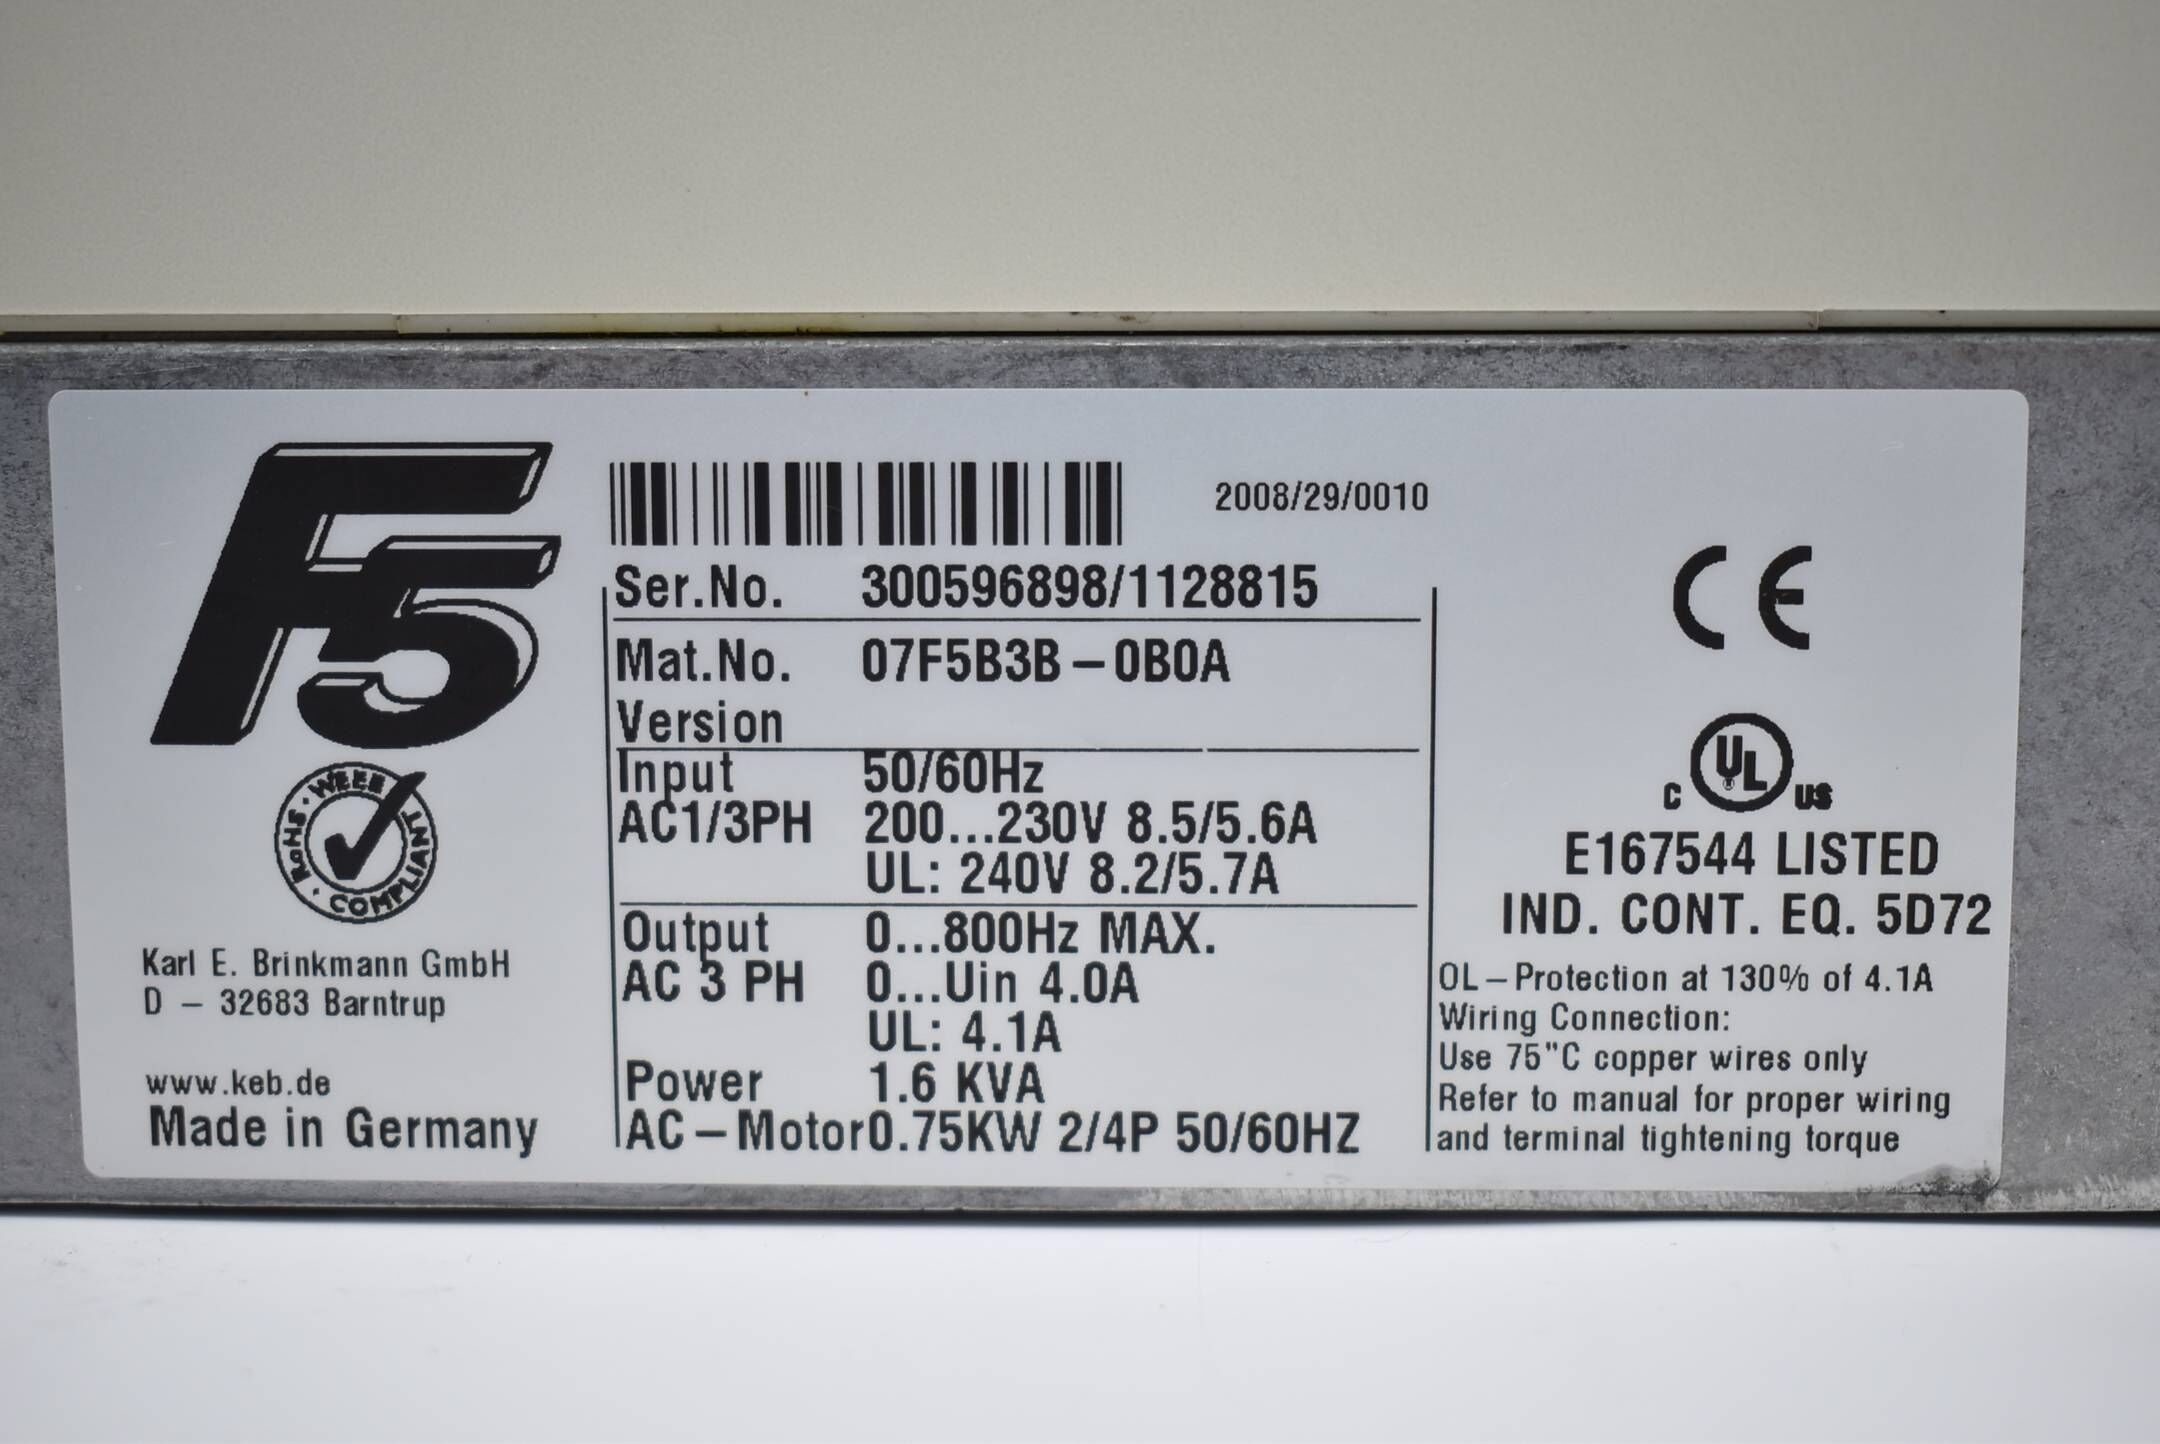 F5
2008/29/0010
Ser.No. 300596898/1128815
Mat.No. 07F5B3B-0B0A
Version
Input 50/60Hz
AC1/3PH 200...230V 8.5/5.6A
UL: 240V 8.2/5.7A
Output 0...800Hz MAX.
AC 3 PH 0...Uin 4.0A
UL: 4.1A
Power 1.6 KVA
AC-Motor 0.75KW 2/4P 50/60HZ
RoHS · WEEE · COMPLIANT
Karl E. Brinkmann GmbH
D - 32683 Barntrup
www.keb.de
Made in Germany
CE
C UL US
E167544 LISTED
IND. CONT. EQ. 5D72
OL-Protection at 130% of 4.1A
Wiring Connection:
Use 75"C copper wires only
Refer to manual for proper wiring
and terminal tightening torque